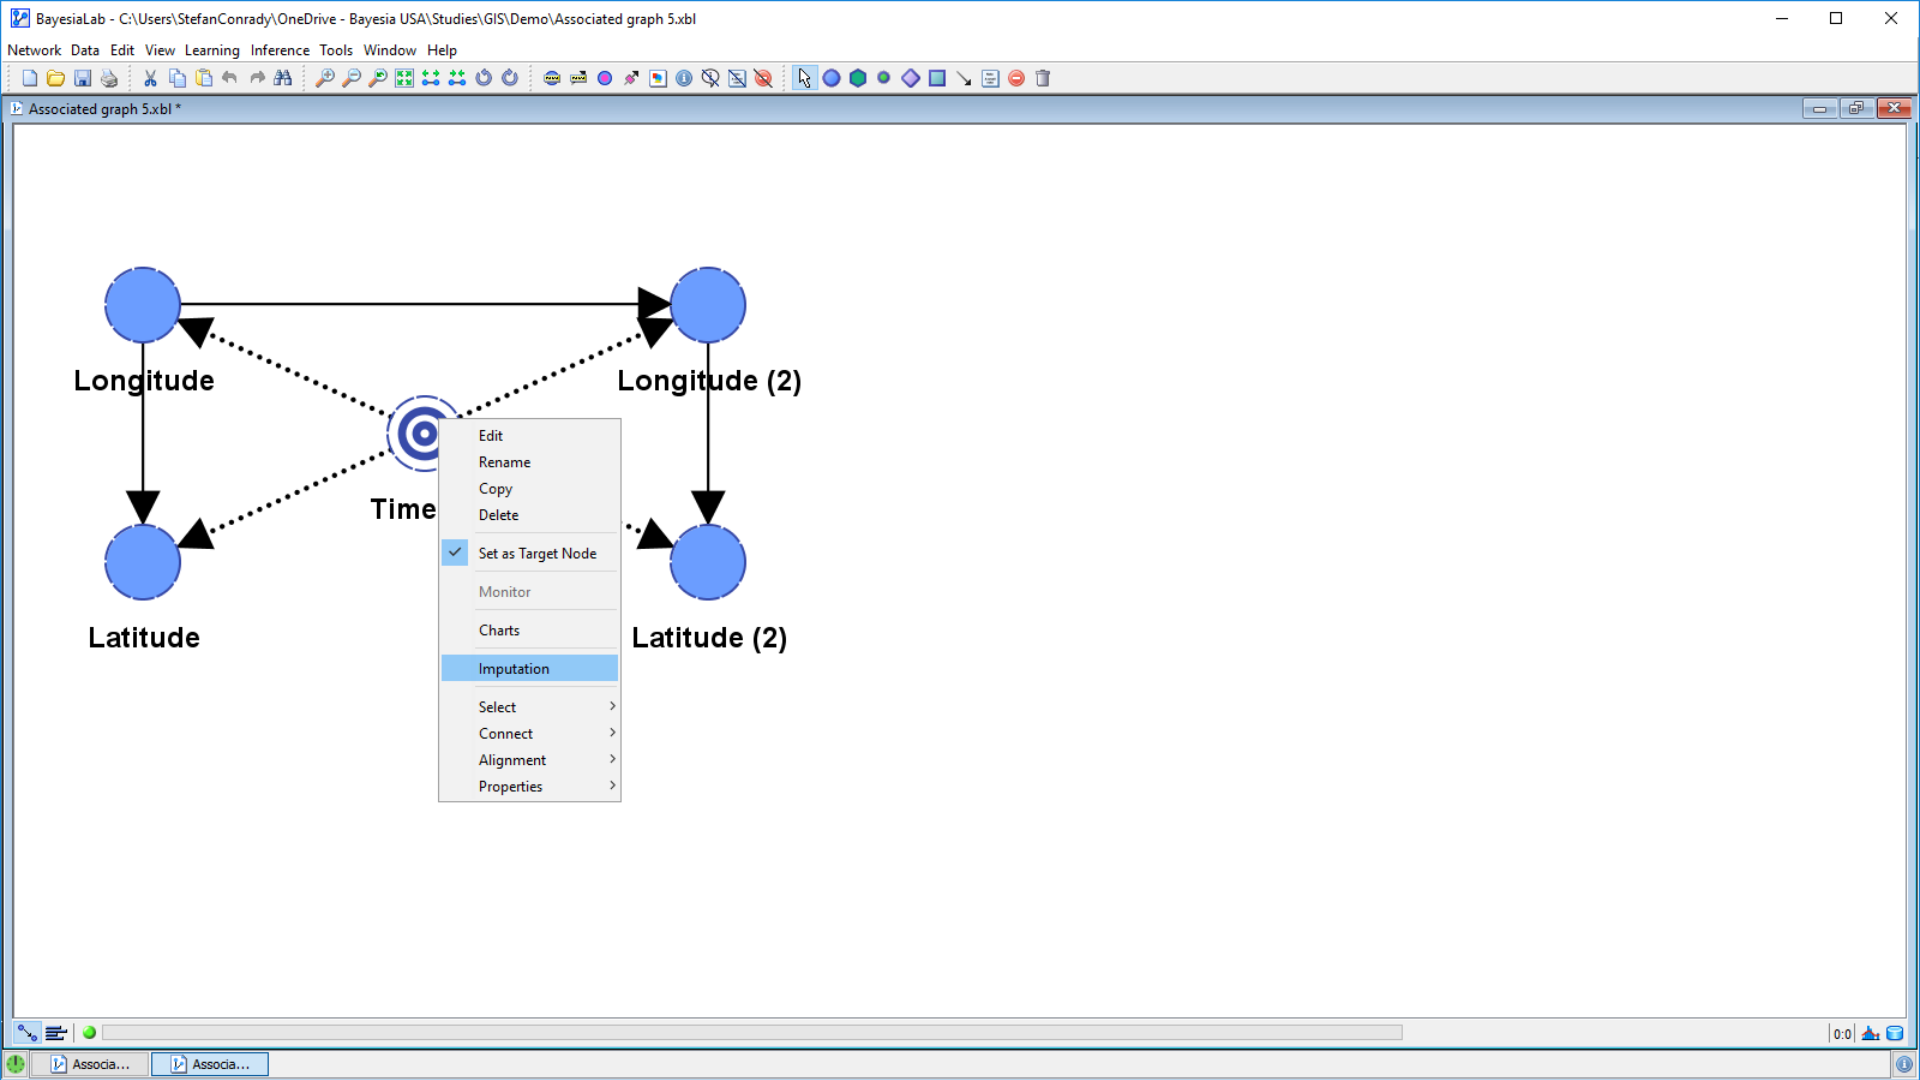 BayesiaLab - C:\Users\StefanConrady\OneDrive - Bayesia USA\Studies\GIS\Demo\Associated graph 5.xbl
Network Data Edit View Learning Inference Tools Window Help
Associated graph 5.xbl *
Longitude
Longitude (2)
Time
Latitude
Latitude (2)
Edit
Rename
Copy
Delete
Set as Target Node
Monitor
Charts
Imputation
Select
Connect
Alignment
Properties
0:0
Associa...
Associa...